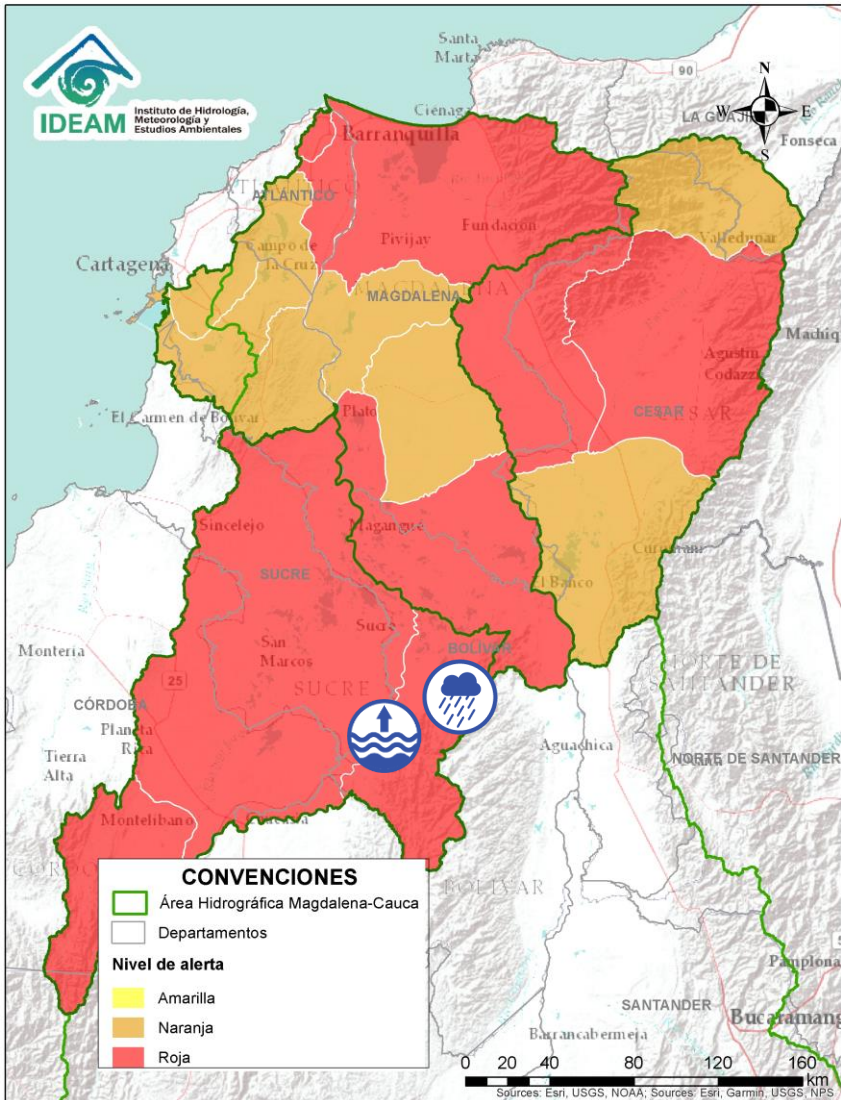 IDEAM
Instituto de Hidrología,
Meteorología y
Estudios Ambientales
Santa
Marta
90
N
W
E
S
LA GUAJI
Ciénaga
Fonseca
Barranquilla
ATLÁNTICO
Pivijay
Fundación
Campo de
la Cruz
Valledupar
Cartagena
MAGDALENA
Machiq
Agustín
Codazzi
CESAR
CESAR
El Carmen de Bolívar
Plato
Sincelejo
Magangué
SUCRE
El Banco
Sucre
San
Marcos
BOLÍVAR
SUCRE
Montería
25
CÓRDOBA
Planeta
Rica
Tierra
Alta
NORTE DE
SANTANDER
Aguachica
NORTE DE SANTANDER
Montelíbano
BOLÍVAR
CONVENCIONES
Área Hidrográfica Magdalena-Cauca
Departamentos
Nivel de alerta
Amarilla
Naranja
Roja
Pamplona
SANTANDER
Bucaramang
Barrancabermeja
0 20 40 80 120 160
km
Sources: Esri, USGS, NOAA; Sources: Esri, Garmin, USGS, NPS